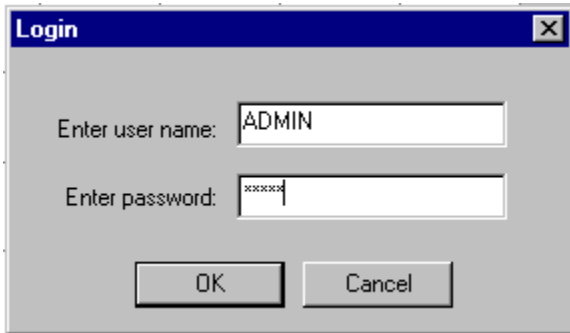 Login
Enter user name: ADMIN
Enter password: *****
OK Cancel